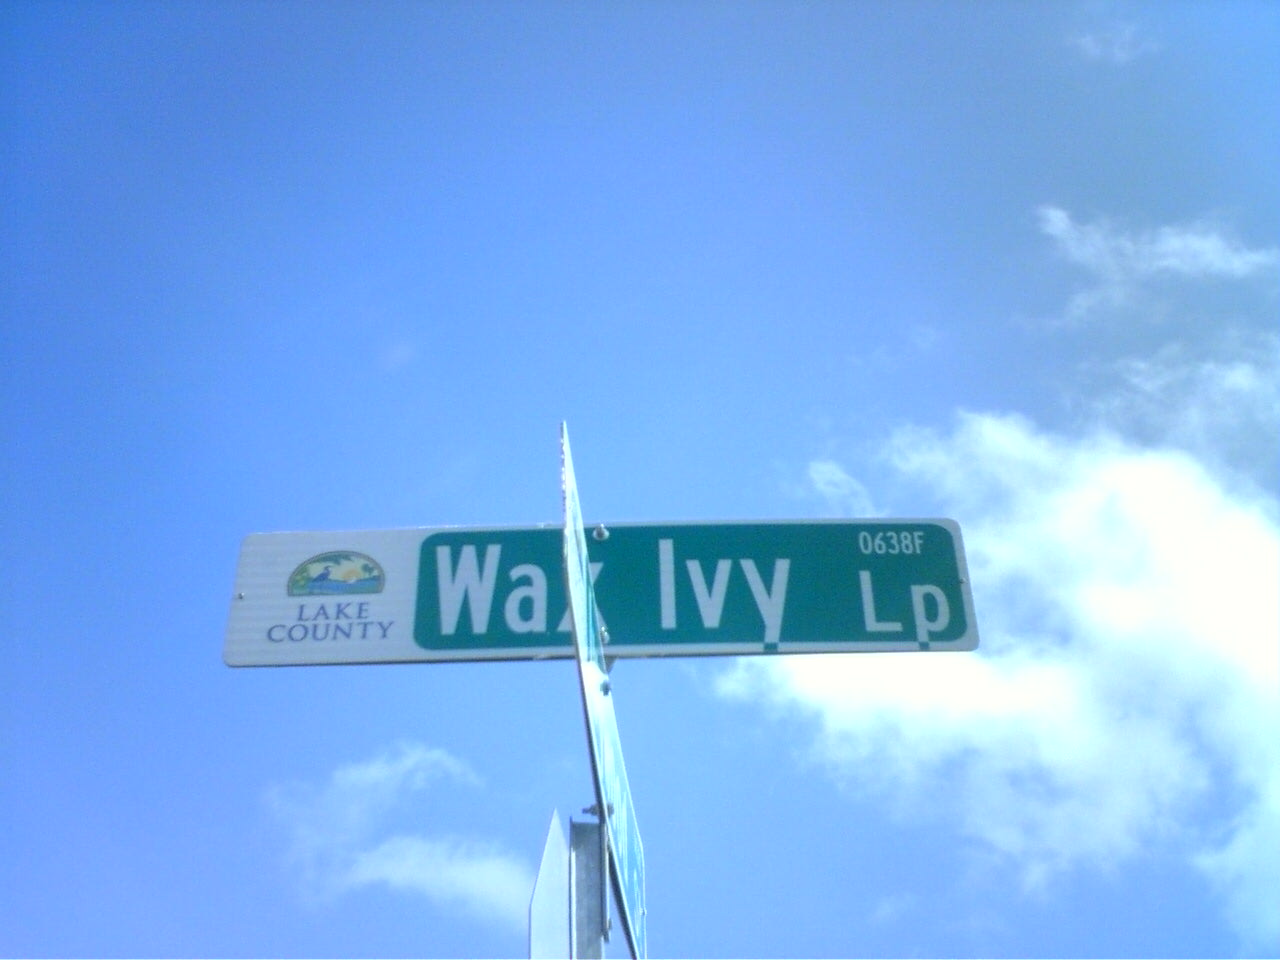 LAKE
COUNTY
Wax Ivy Lp
0638F